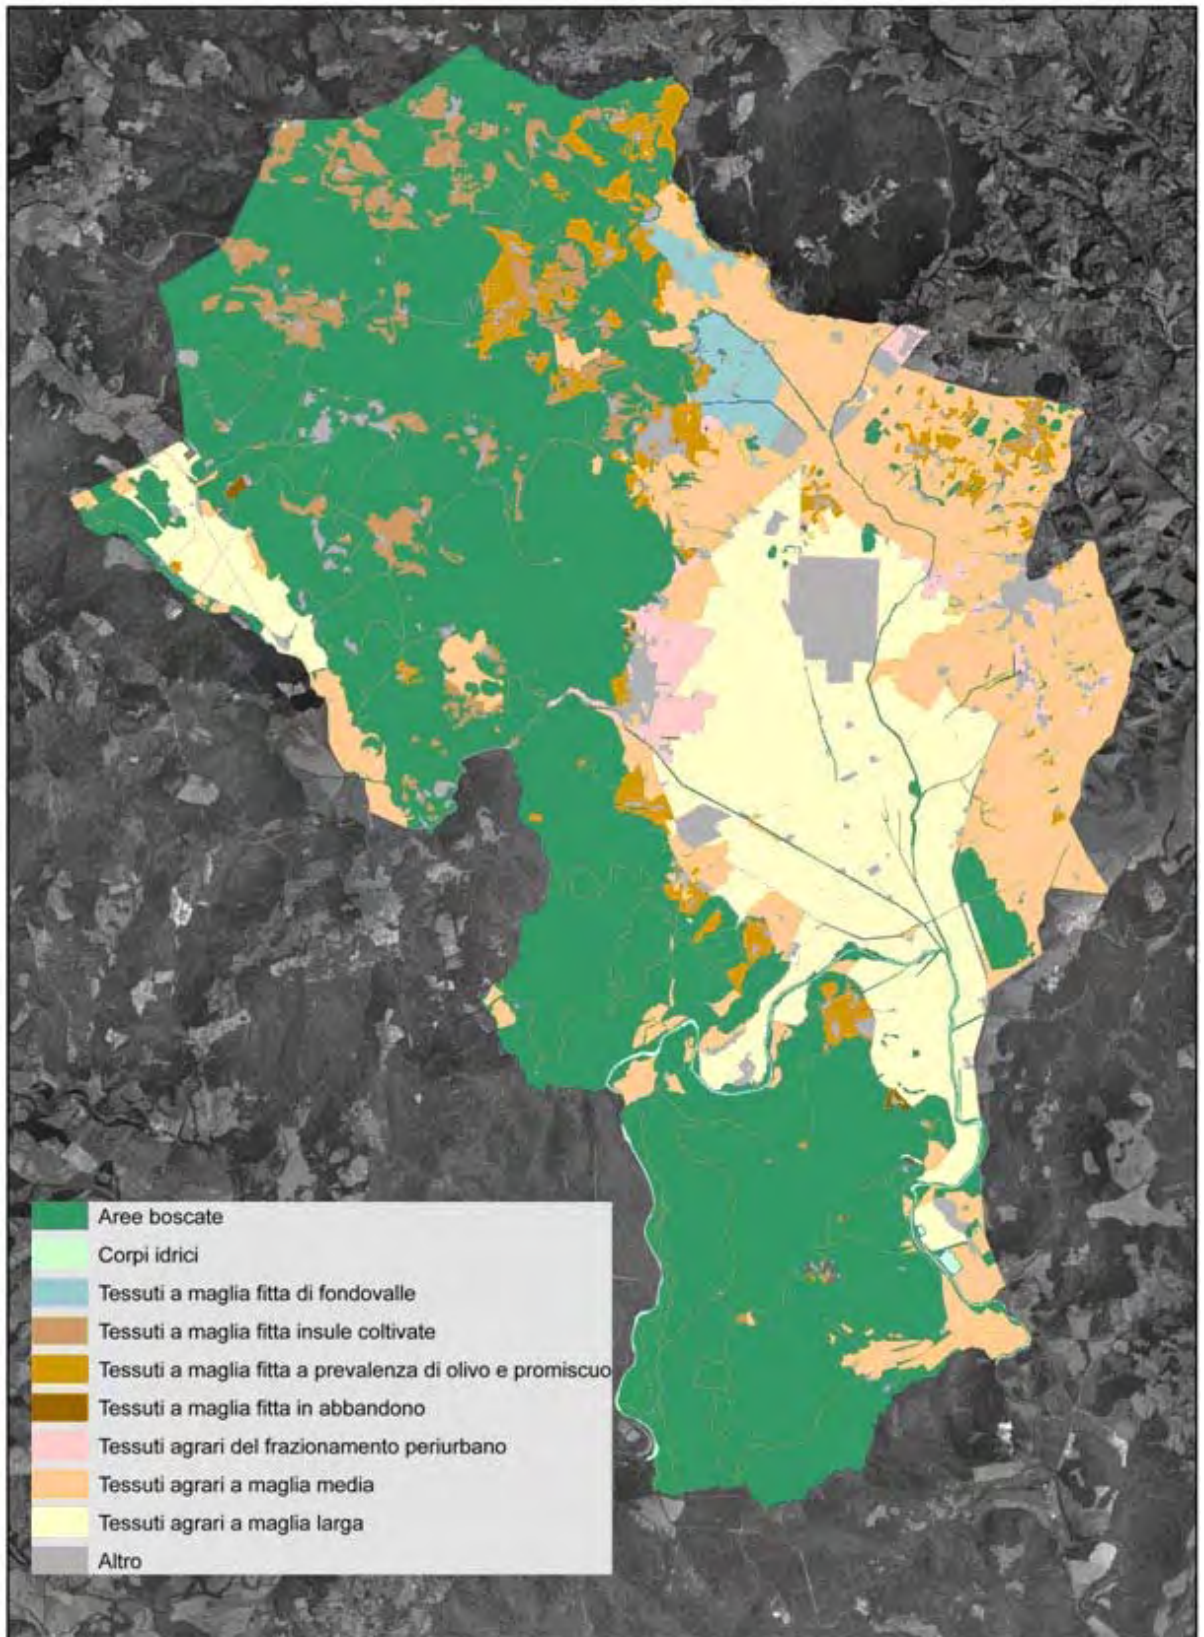 Aree boscate
Corpi idrici
Tessuti a maglia fitta di fondovalle
Tessuti a maglia fitta insule coltivate
Tessuti a maglia fitta a prevalenza di olivo e promiscuo
Tessuti a maglia fitta in abbandono
Tessuti agrari del frazionamento periurbano
Tessuti agrari a maglia media
Tessuti agrari a maglia larga
Altro